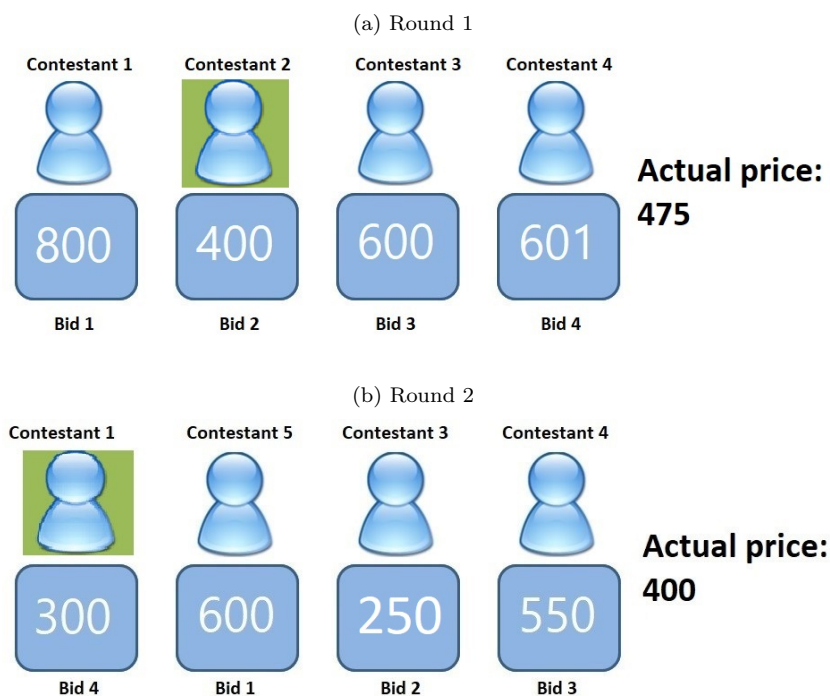 (a) Round 1
Contestant 1 Contestant 2 Contestant 3 Contestant 4
800 400 600 601
Actual price:
475
Bid 1 Bid 2 Bid 3 Bid 4
(b) Round 2
Contestant 1 Contestant 5 Contestant 3 Contestant 4
300 600 250 550
Actual price:
400
Bid 4 Bid 1 Bid 2 Bid 3